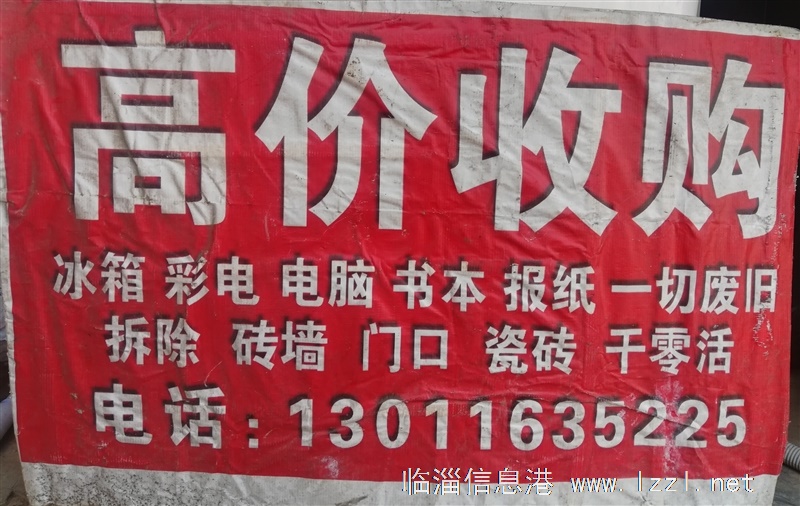 高价收购
冰箱 彩电 电脑 书本 报纸 一切废旧
拆除 砖墙 门口 瓷砖 干零活
电话:13011635225
临淄信息港 www.lzzl.net